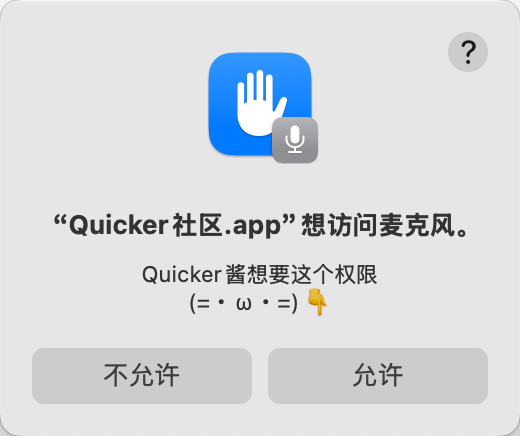 ?
“Quicker社区.app”想访问麦克风。
Quicker酱想要这个权限
(=・ω・=) 👇
不允许
允许